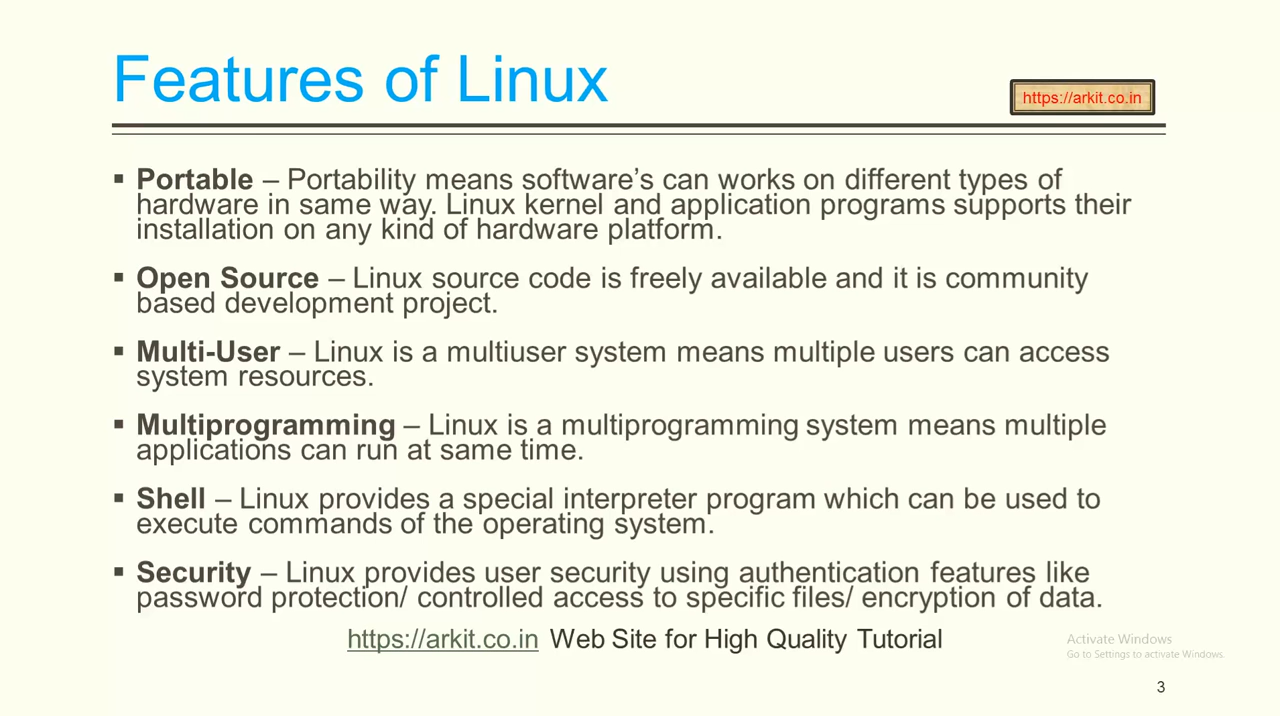 Features of Linux
https://arkit.co.in
▪ Portable – Portability means software’s can works on different types of
hardware in same way. Linux kernel and application programs supports their
installation on any kind of hardware platform.
▪ Open Source – Linux source code is freely available and it is community
based development project.
▪ Multi-User – Linux is a multiuser system means multiple users can access
system resources.
▪ Multiprogramming – Linux is a multiprogramming system means multiple
applications can run at same time.
▪ Shell – Linux provides a special interpreter program which can be used to
execute commands of the operating system.
▪ Security – Linux provides user security using authentication features like
password protection/ controlled access to specific files/ encryption of data.
https://arkit.co.in Web Site for High Quality Tutorial
Activate Windows
Go to Settings to activate Windows.
3